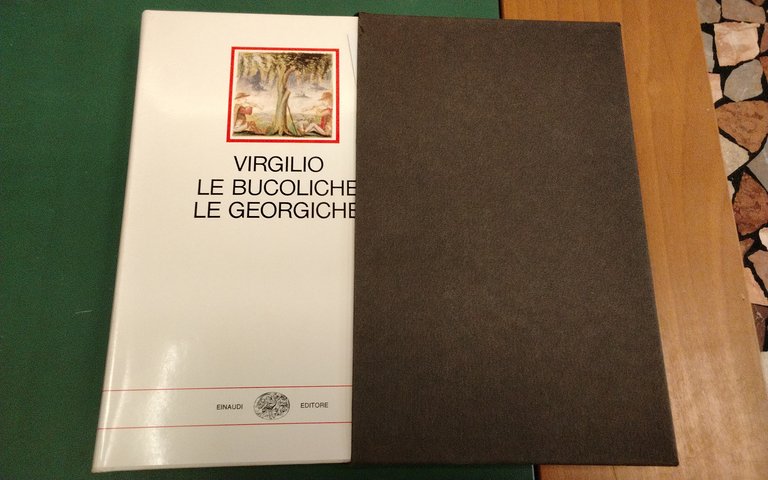 VIRGILIO
LE BUCOLICHE
LE GEORGICHE
EINAUDI EDITORE